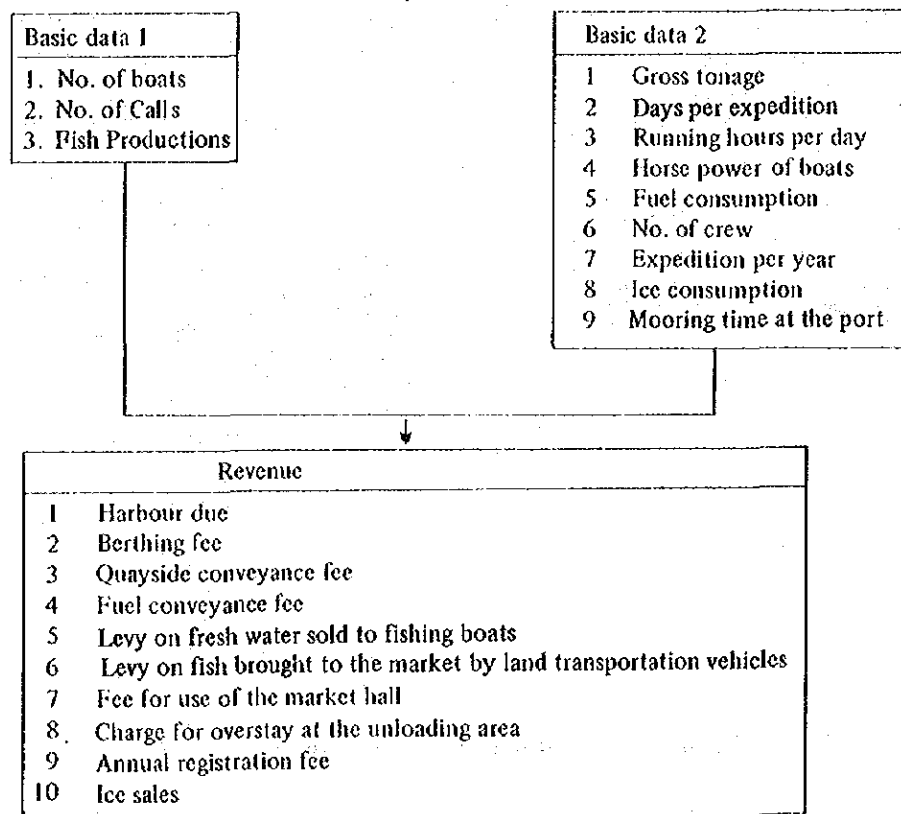 Basic data 1
1. No. of boats
2. No. of Calls
3. Fish Productions
Basic data 2
1 Gross tonage
2 Days per expedition
3 Running hours per day
4 Horse power of boats
5 Fuel consumption
6 No. of crew
7 Expedition per year
8 Ice consumption
9 Mooring time at the port
Revenue
1 Harbour due
2 Berthing fee
3 Quayside conveyance fee
4 Fuel conveyance fee
5 Levy on fresh water sold to fishing boats
6 Levy on fish brought to the market by land transportation vehicles
7 Fee for use of the market hall
8. Charge for overstay at the unloading area
9 Annual registration fee
10 Ice sales